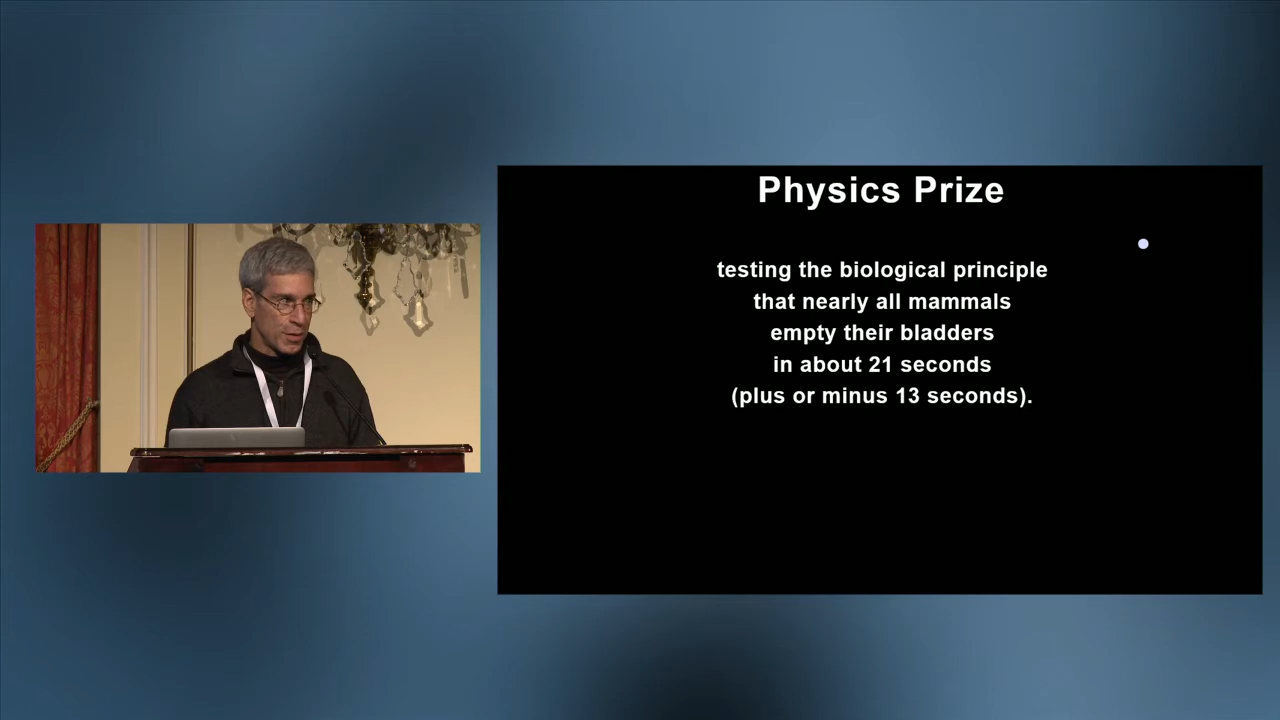 Physics Prize
testing the biological principle
that nearly all mammals
empty their bladders
in about 21 seconds
(plus or minus 13 seconds).